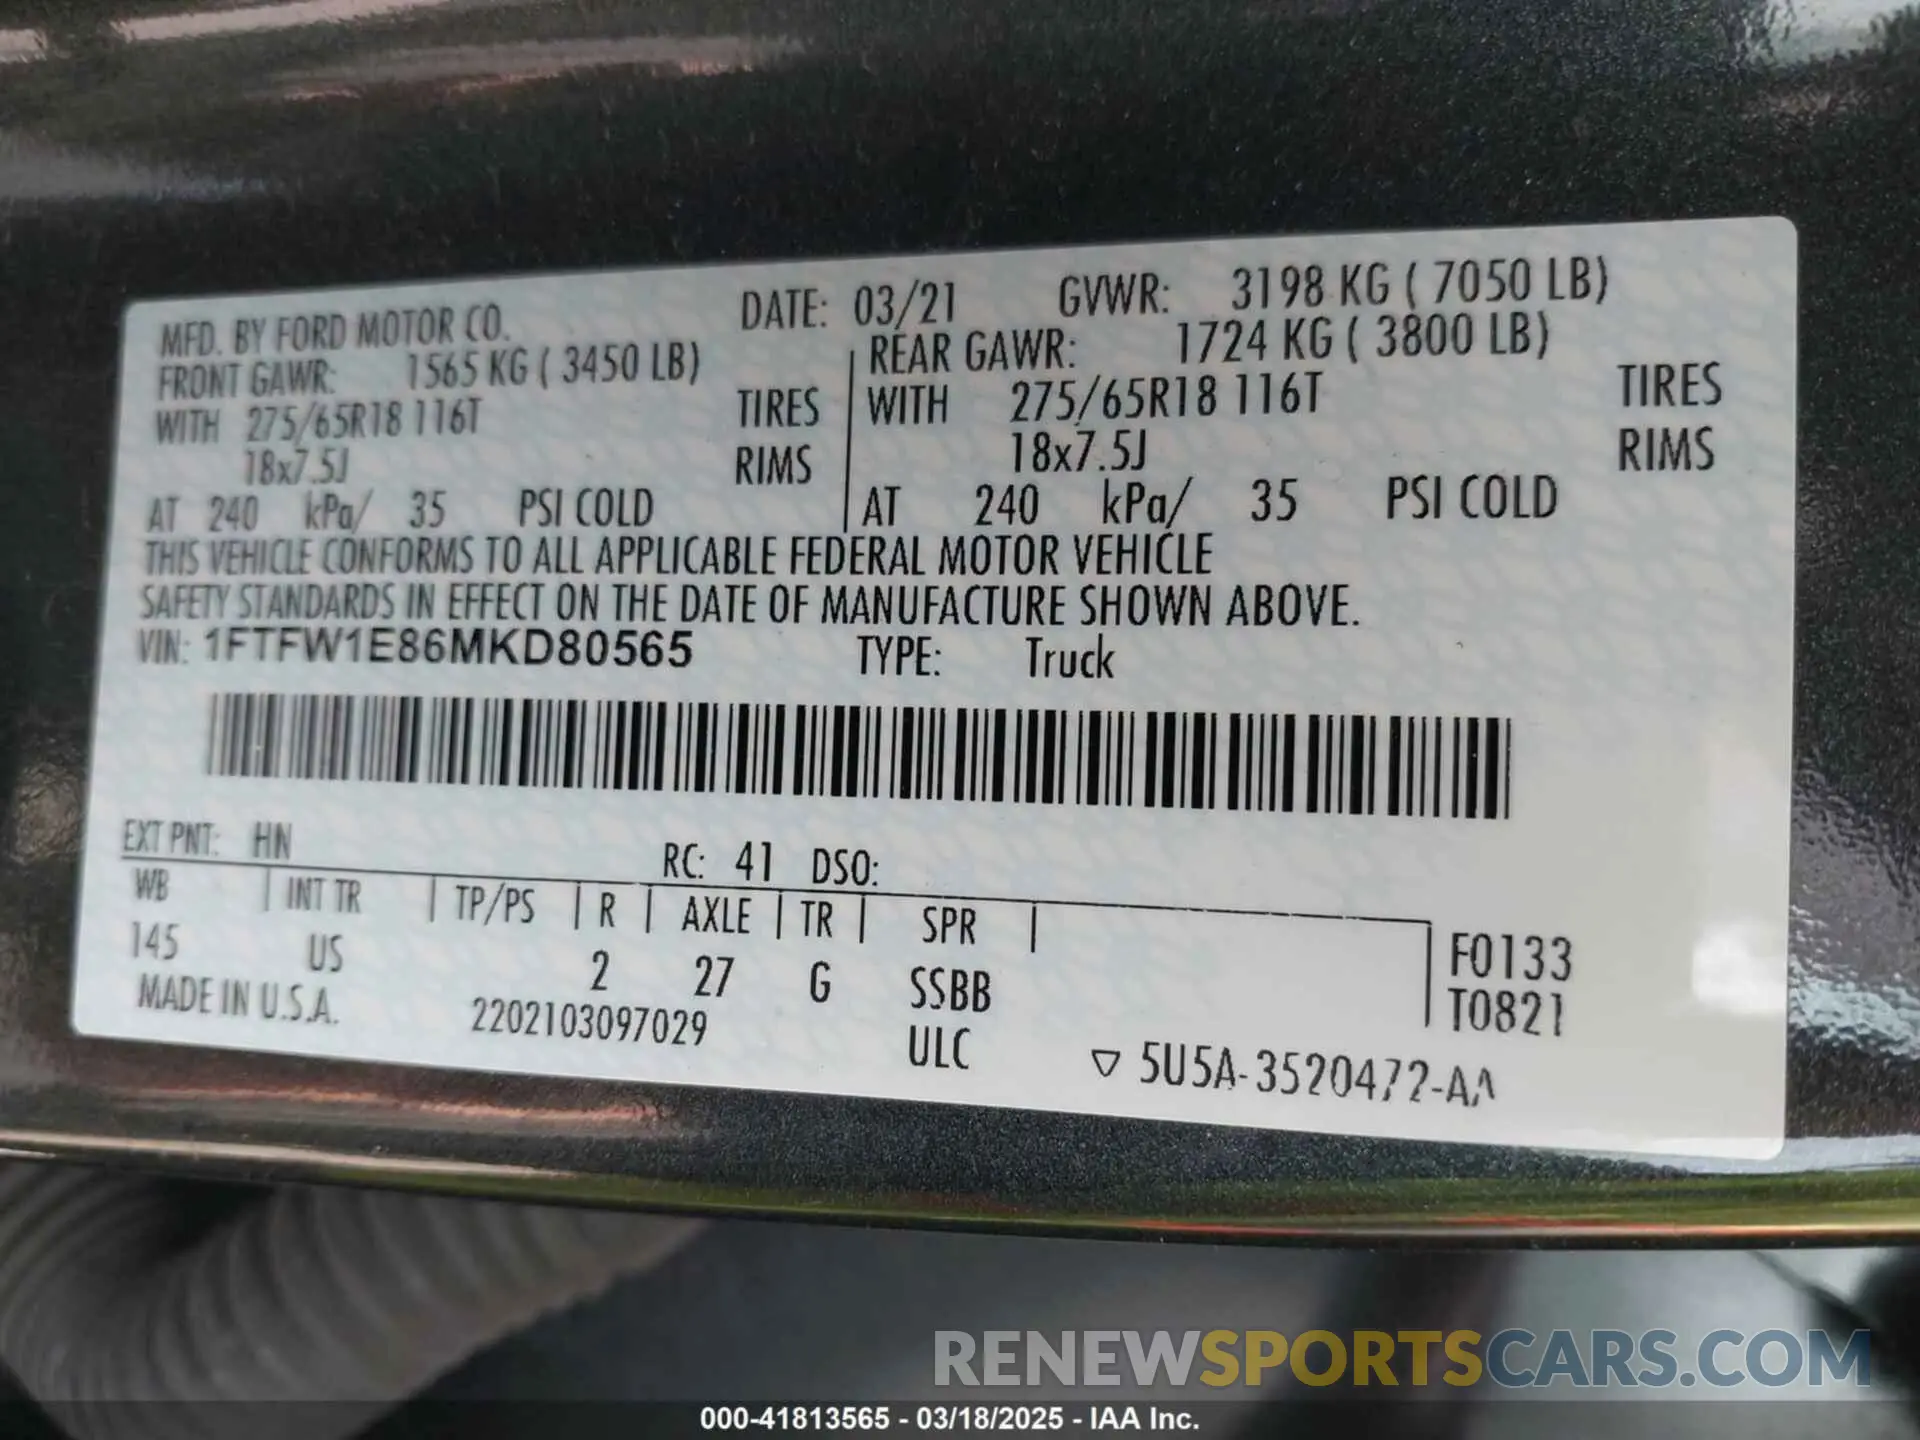 MFD. BY FORD MOTOR CO. DATE: 03/21 GVWR: 3198 KG ( 7050 LB)
FRONT GAWR: 1565 KG ( 3450 LB) REAR GAWR: 1724 KG ( 3800 LB)
WITH 275/65R18 116T TIRES WITH 275/65R18 116T TIRES
18x7.5J RIMS 18x7.5J RIMS
AT 240 kPa/ 35 PSI COLD AT 240 kPa/ 35 PSI COLD
THIS VEHICLE CONFORMS TO ALL APPLICABLE FEDERAL MOTOR VEHICLE
SAFETY STANDARDS IN EFFECT ON THE DATE OF MANUFACTURE SHOWN ABOVE.
VIN: 1FTFW1E86MKD80565 TYPE: Truck
EXT PNT: HN RC: 41 DSO:
WB INT TR TP/PS R AXLE TR SPR
145 US 2 27 G SSBB F0133
MADE IN U.S.A. 2202103097029 ULC T0821
▽ 5U5A-3520472-AA
RENEWSPORTSCARS.COM
000-41813565 - 03/18/2025 - IAA Inc.